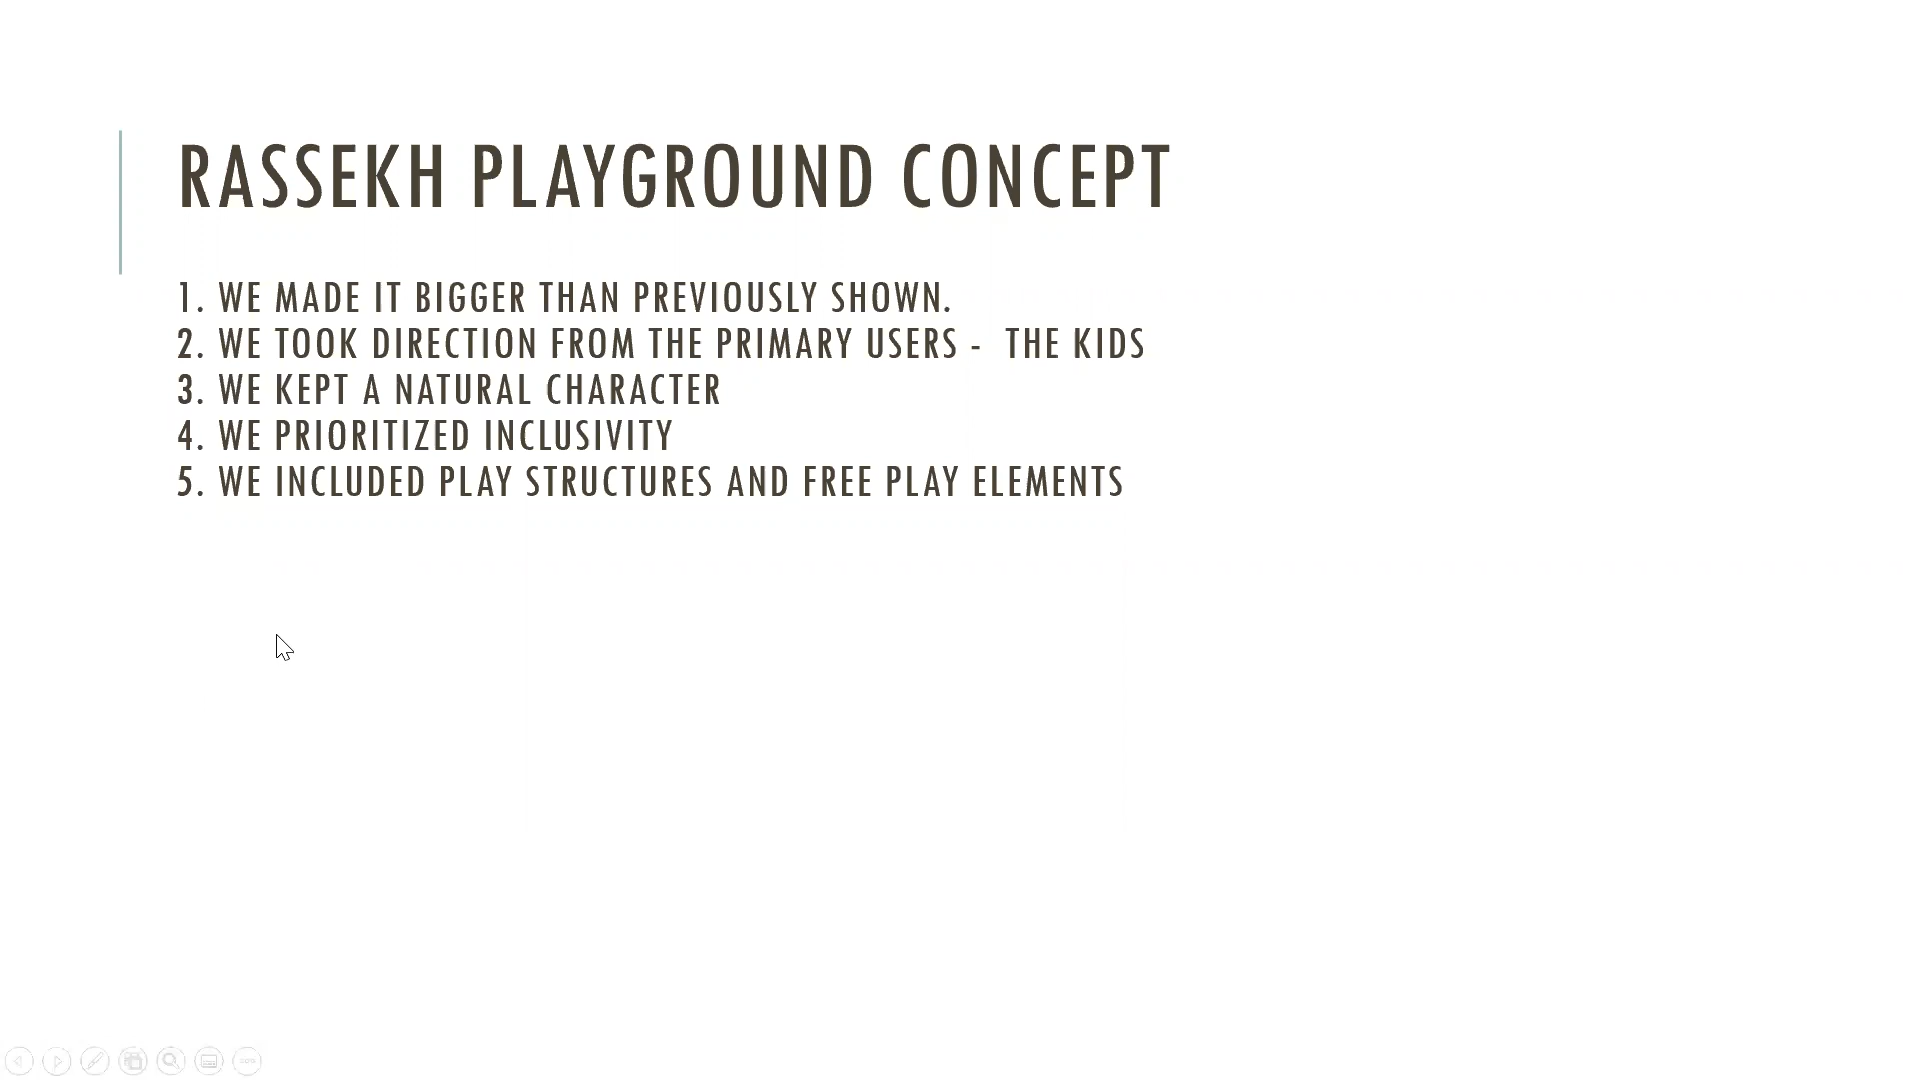 RASSEKH PLAYGROUND CONCEPT
1. WE MADE IT BIGGER THAN PREVIOUSLY SHOWN.
2. WE TOOK DIRECTION FROM THE PRIMARY USERS - THE KIDS
3. WE KEPT A NATURAL CHARACTER
4. WE PRIORITIZED INCLUSIVITY
5. WE INCLUDED PLAY STRUCTURES AND FREE PLAY ELEMENTS